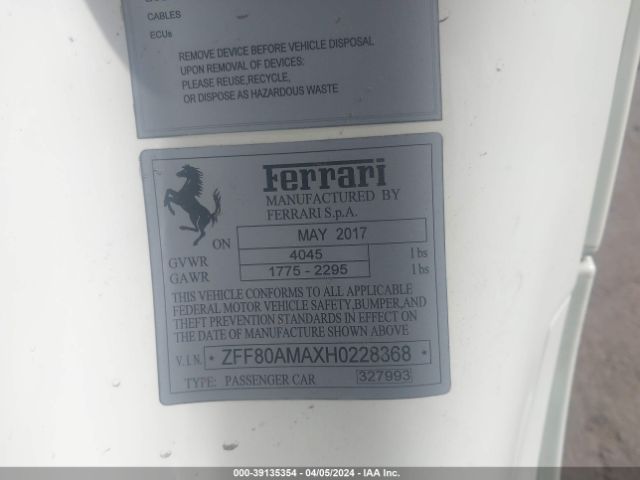 CABLES
ECUs
REMOVE DEVICE BEFORE VEHICLE DISPOSAL
UPON REMOVAL OF DEVICES:
PLEASE REUSE,RECYCLE,
OR DISPOSE AS HAZARDOUS WASTE
Ferrari
MANUFACTURED BY
FERRARI S.p.A.
ON MAY 2017
GVWR 4045 lbs
GAWR 1775 - 2295 lbs
THIS VEHICLE CONFORMS TO ALL APPLICABLE
FEDERAL MOTOR VEHICLE SAFETY,BUMPER,AND
THEFT PREVENTION STANDARDS IN EFFECT ON
THE DATE OF MANUFACTURE SHOWN ABOVE
V.I.N. * ZFF80AMAXH0228368 *
TYPE: PASSENGER CAR 327993
000-39135354 - 04/05/2024 - IAA Inc.